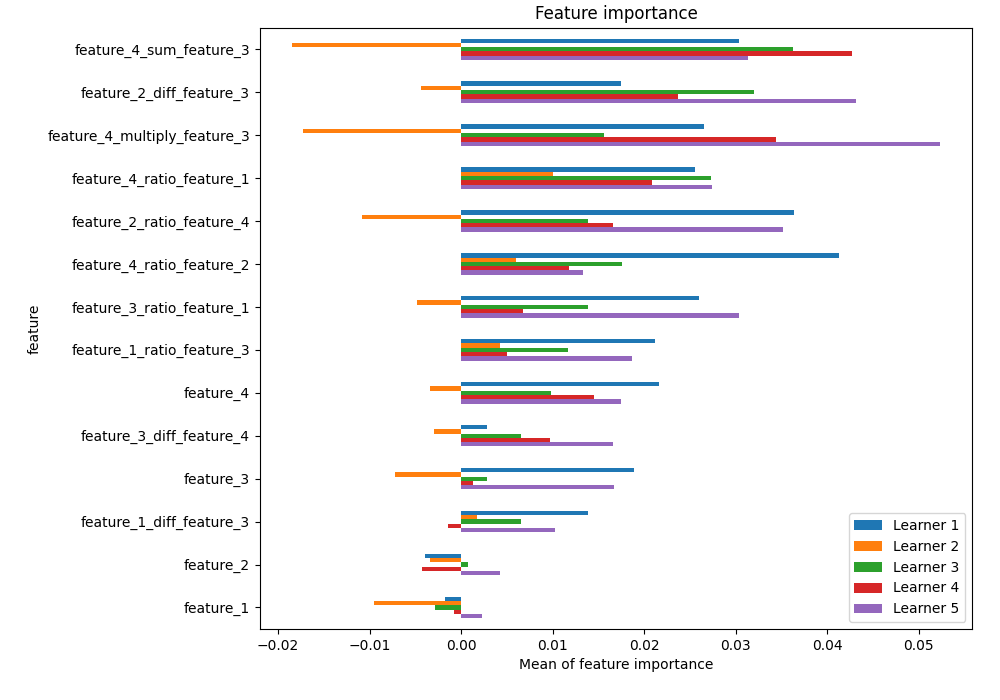 Feature importance
feature_4_sum_feature_3
feature_2_diff_feature_3
feature_4_multiply_feature_3
feature_4_ratio_feature_1
feature_2_ratio_feature_4
feature_4_ratio_feature_2
feature_3_ratio_feature_1
feature_1_ratio_feature_3
feature_4
feature_3_diff_feature_4
feature_3
feature_1_diff_feature_3
feature_2
feature_1
feature
Learner 1
Learner 2
Learner 3
Learner 4
Learner 5
−0.02 −0.01 0.00 0.01 0.02 0.03 0.04 0.05
Mean of feature importance